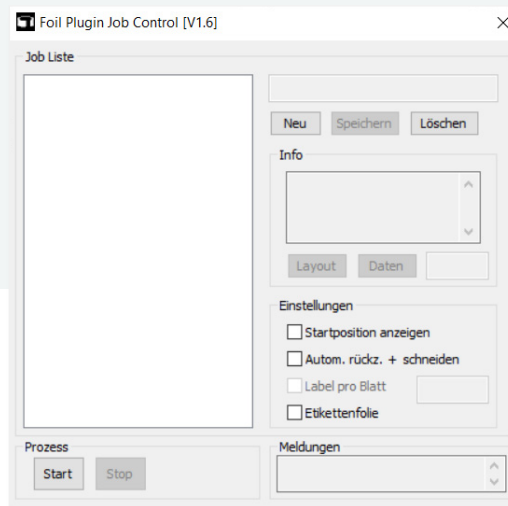 Foil Plugin Job Control [V1.6]
Job Liste
Neu Speichern Löschen
Info
Layout Daten
Einstellungen
Startposition anzeigen
Autom. rückz. + schneiden
Label pro Blatt
Etikettenfolie
Prozess
Start Stop
Meldungen